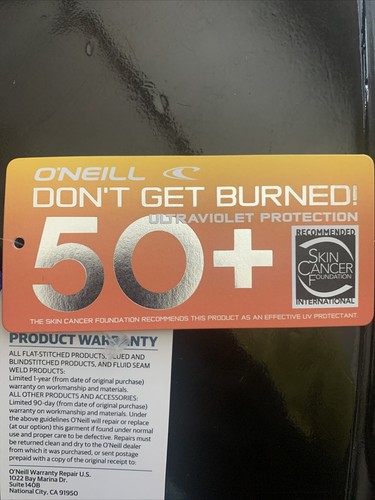 O'NEILL
DON'T GET BURNED!
ULTRAVIOLET PROTECTION
50+
RECOMMENDED
SKIN
CANCER
FOUNDATION
INTERNATIONAL
THE SKIN CANCER FOUNDATION RECOMMENDS THIS PRODUCT AS AN EFFECTIVE UV PROTECTANT.
PRODUCT WARRANTY
ALL FLAT-STITCHED PRODUCTS, GLUED AND
BLINDSTITCHED PRODUCTS, AND FLUID SEAM
WELD PRODUCTS:
Limited 1-year (from date of original purchase)
warranty on workmanship and materials.
ALL OTHER PRODUCTS AND ACCESSORIES:
Limited 90-day (from date of original purchase)
warranty on workmanship and materials. Under
the above guidelines O'Neill will repair or replace
(at our option) this garment if found under normal
use and proper care to be defective. Repairs must
be returned clean and dry to the O'Neill dealer
from which it was purchased, or sent postage
prepaid with a copy of the original receipt to:
O'Neill Warranty Repair U.S.
1022 Bay Marina Dr.
Suite 140B
National City, CA 91950